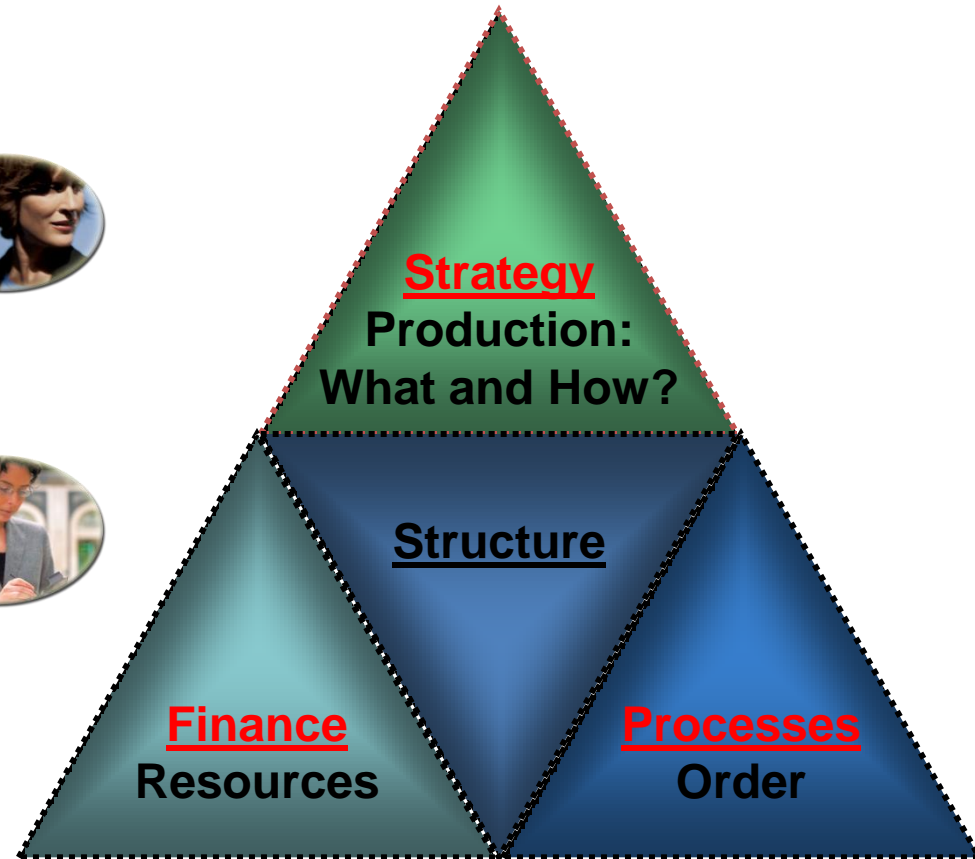 Strategy
Production:
What and How?
Structure
Finance
Resources
Processes
Order